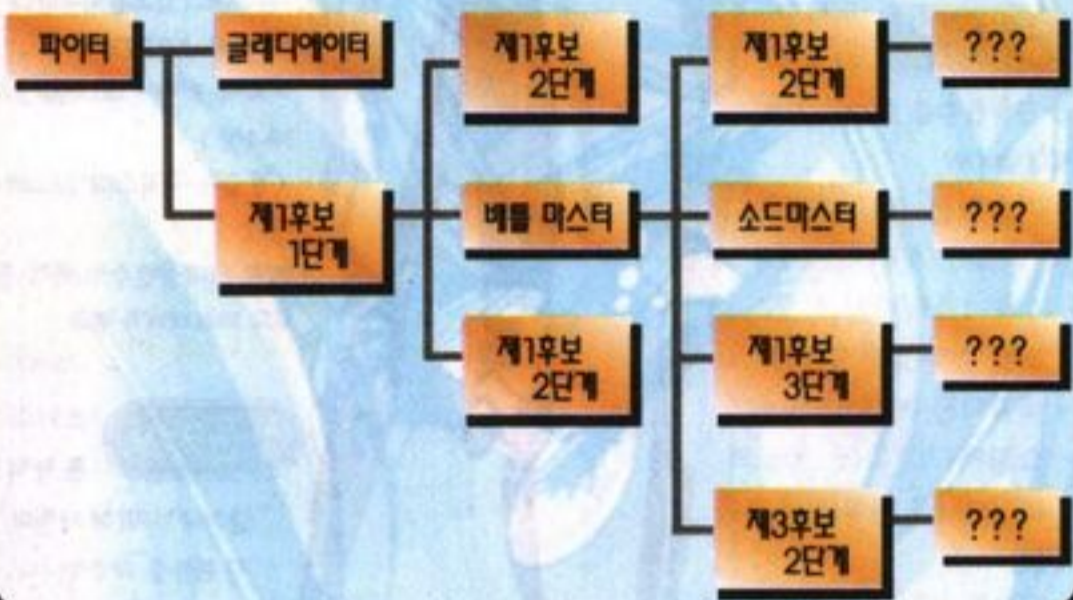 파이터
글래디에이터
제1후보
2단계
제1후보
2단계
???
제1후보
1단계
배틀 마스터
소드마스터
???
제1후보
2단계
제1후보
3단계
???
제3후보
2단계
???